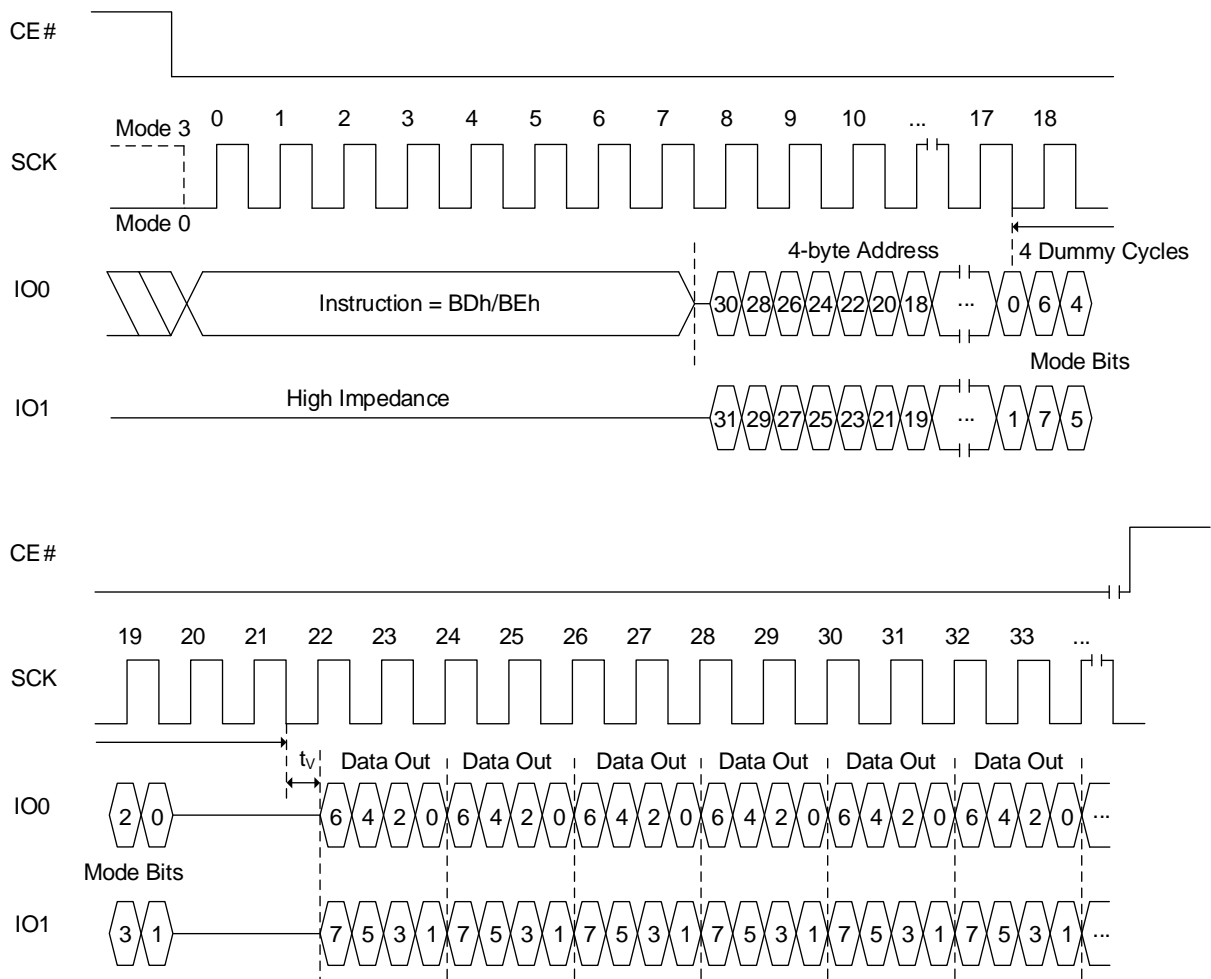 CE#
0 1 2 3 4 5 6 7 8 9 10 ... 17 18
Mode 3
SCK
Mode 0
4-byte Address 4 Dummy Cycles
IO0 Instruction = BDh/BEh 30 28 26 24 22 20 18 ... 0 6 4
Mode Bits
IO1 High Impedance 31 29 27 25 23 21 19 ... 1 7 5
CE#
19 20 21 22 23 24 25 26 27 28 29 30 31 32 33 ...
SCK
tV Data Out Data Out Data Out Data Out Data Out Data Out
IO0 2 0 6 4 2 0 6 4 2 0 6 4 2 0 6 4 2 0 6 4 2 0 6 4 2 0 ...
Mode Bits
IO1 3 1 7 5 3 1 7 5 3 1 7 5 3 1 7 5 3 1 7 5 3 1 7 5 3 1 ...